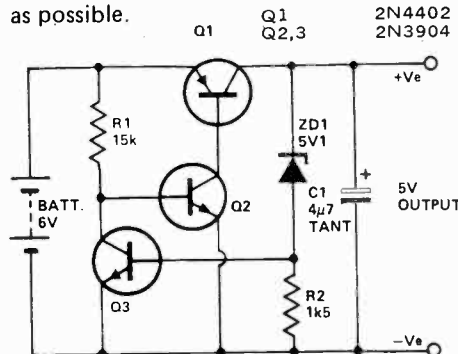 as possible.
Q1
Q1 2N4402
Q2,3 2N3904
+Ve
R1
15k
ZD1
5V1
BATT.
6V
Q2
C1
4μ7
TANT
5V
OUTPUT
Q3
R2
1k5
−Ve